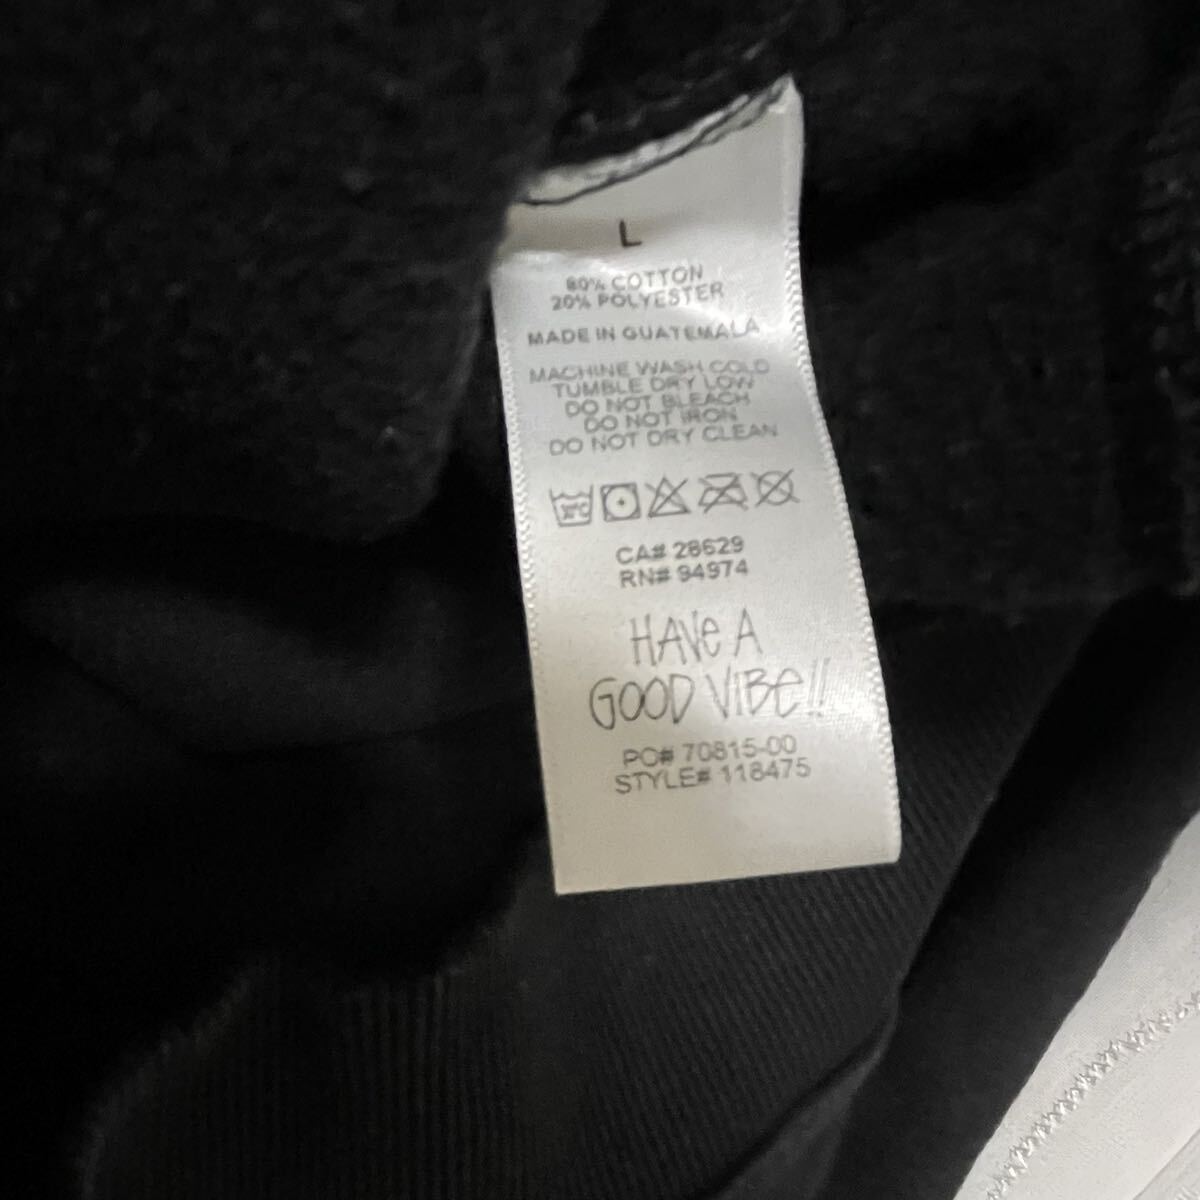 L
80% COTTON
20% POLYESTER
MADE IN GUATEMALA
MACHINE WASH COLD
TUMBLE DRY LOW
DO NOT BLEACH
DO NOT IRON
DO NOT DRY CLEAN
CA# 28629
RN# 94974
HAVE A
GOOD VIBE!!
PO# 70815-00
STYLE# 118475